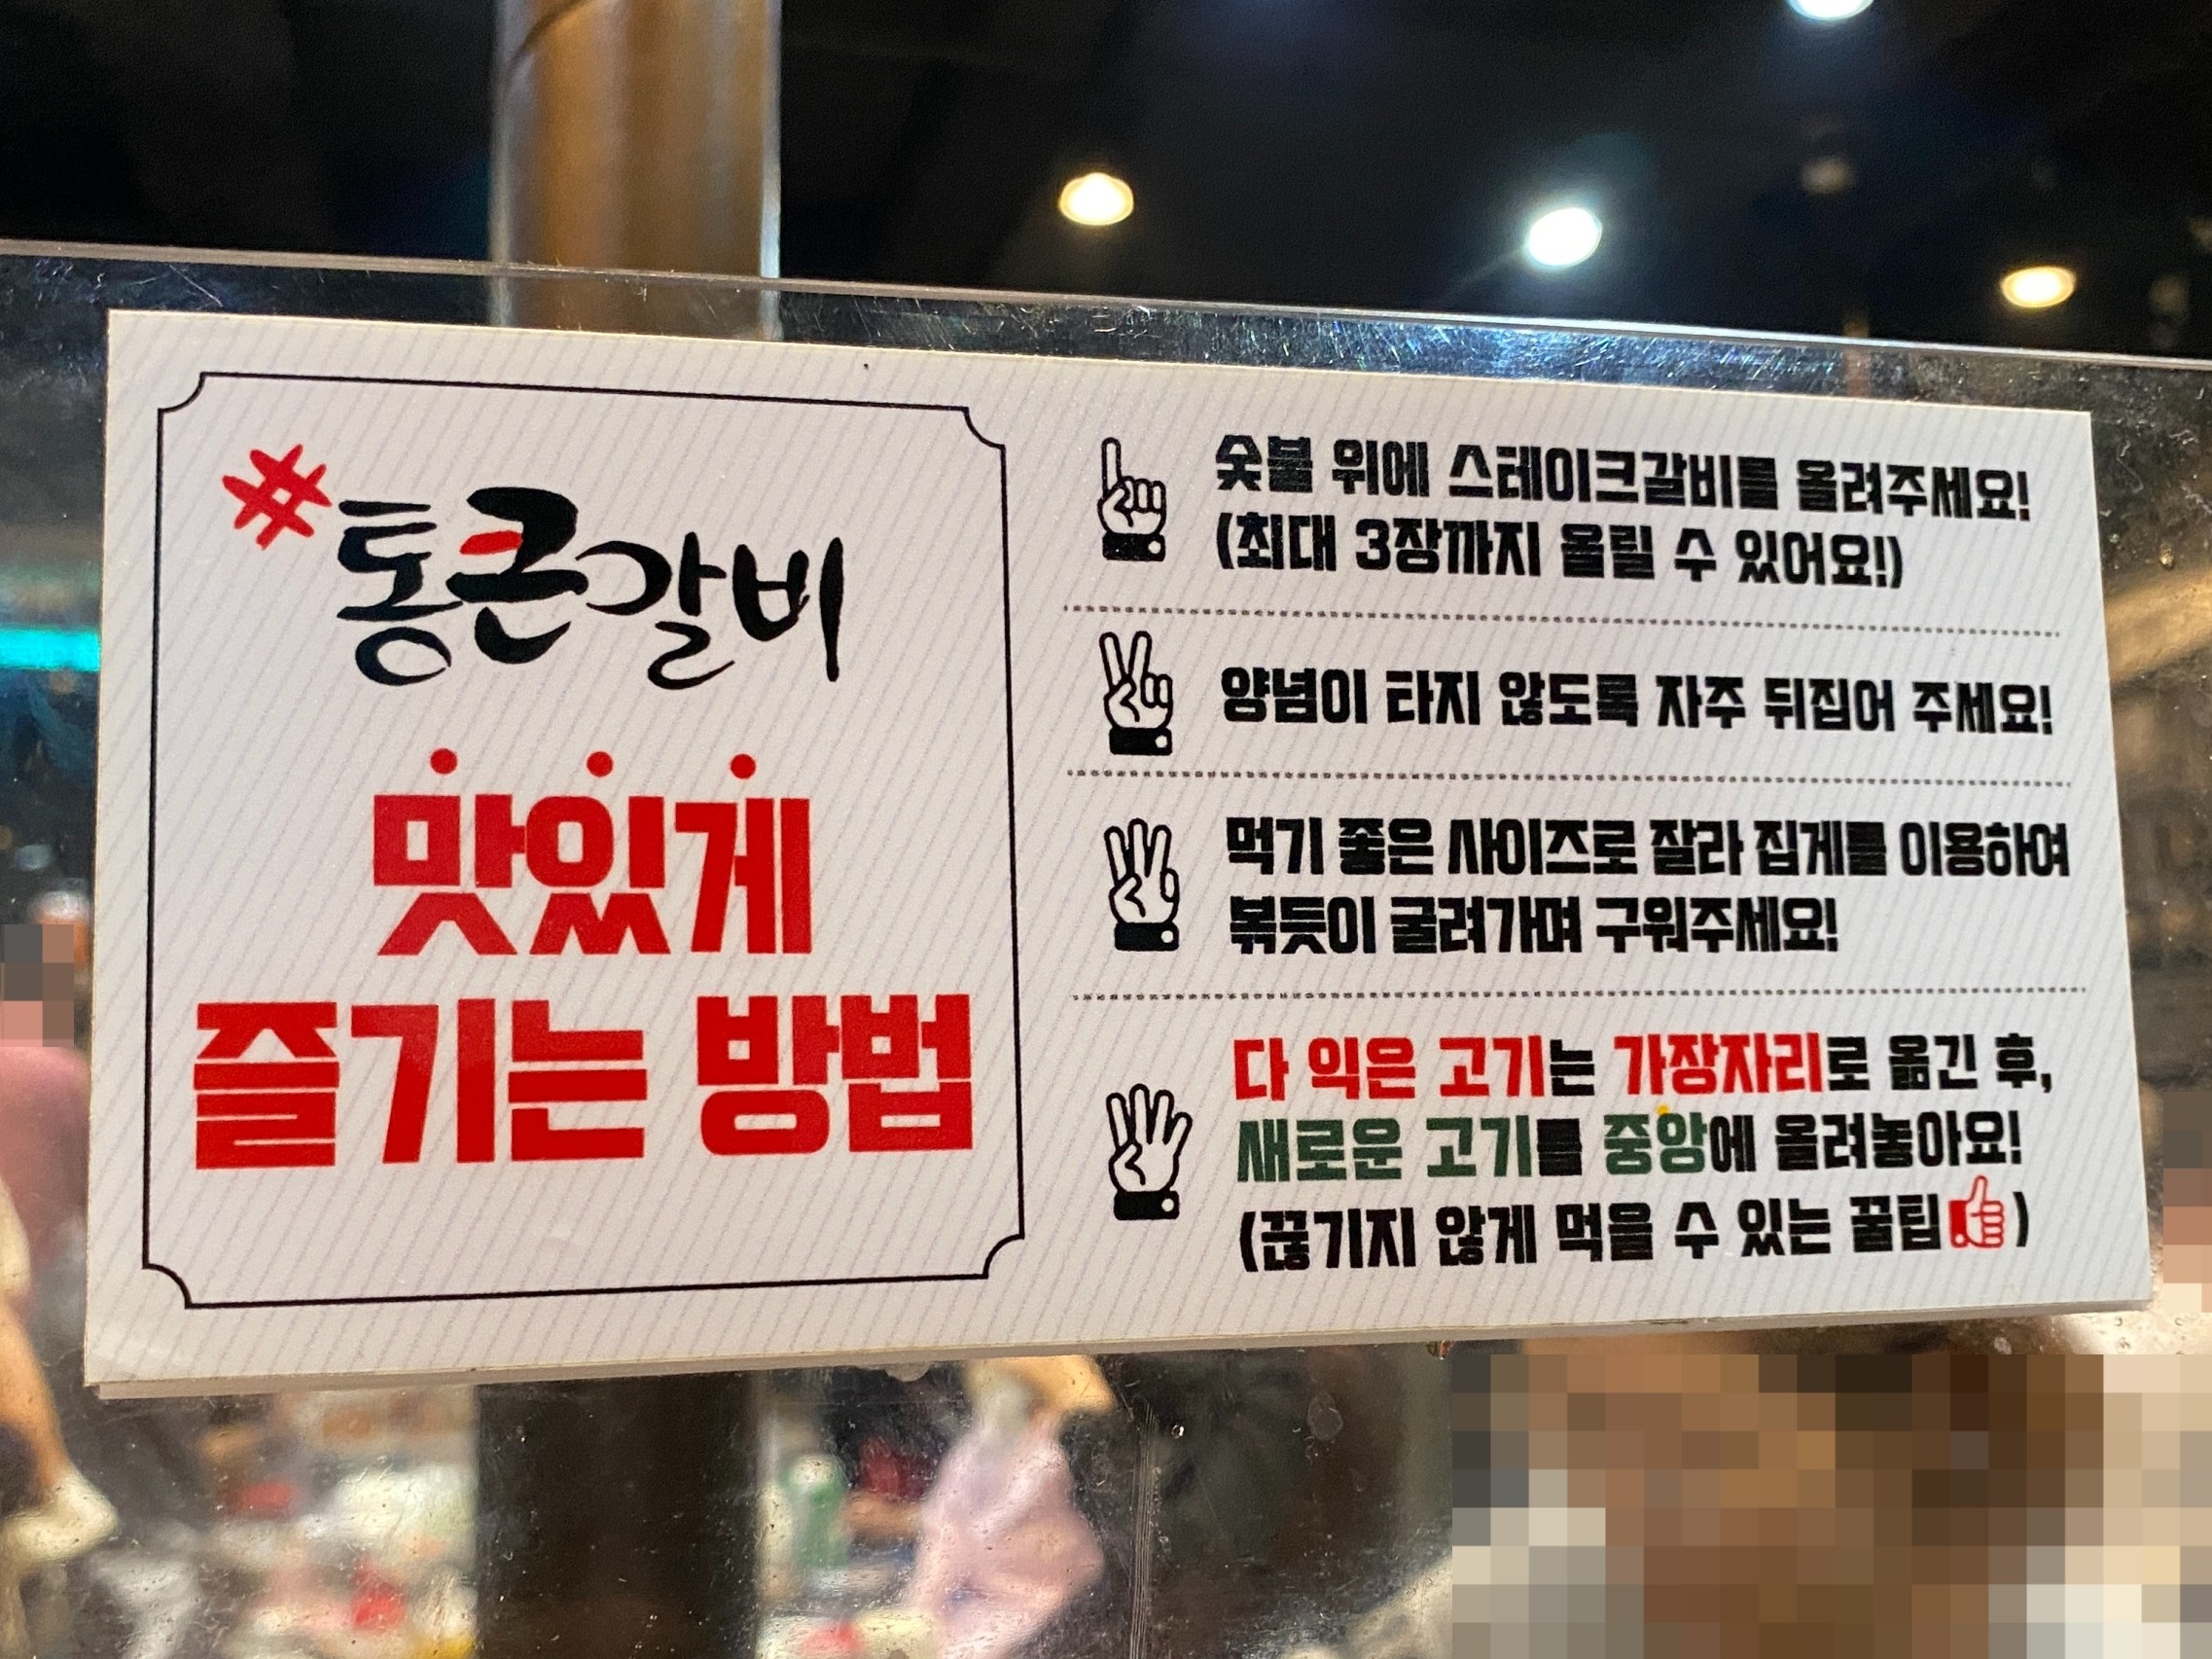 #통큰갈비
맛있게
즐기는 방법
숯불 위에 스테이크갈비를 올려주세요!
(최대 3장까지 올릴 수 있어요!)
양념이 타지 않도록 자주 뒤집어 주세요!
먹기 좋은 사이즈로 잘라 집게를 이용하여
볶듯이 굴려가며 구워주세요!
다 익은 고기는 가장자리로 옮긴 후,
새로운 고기를 중앙에 올려놓아요!
(끊기지 않게 먹을 수 있는 꿀팁👍)